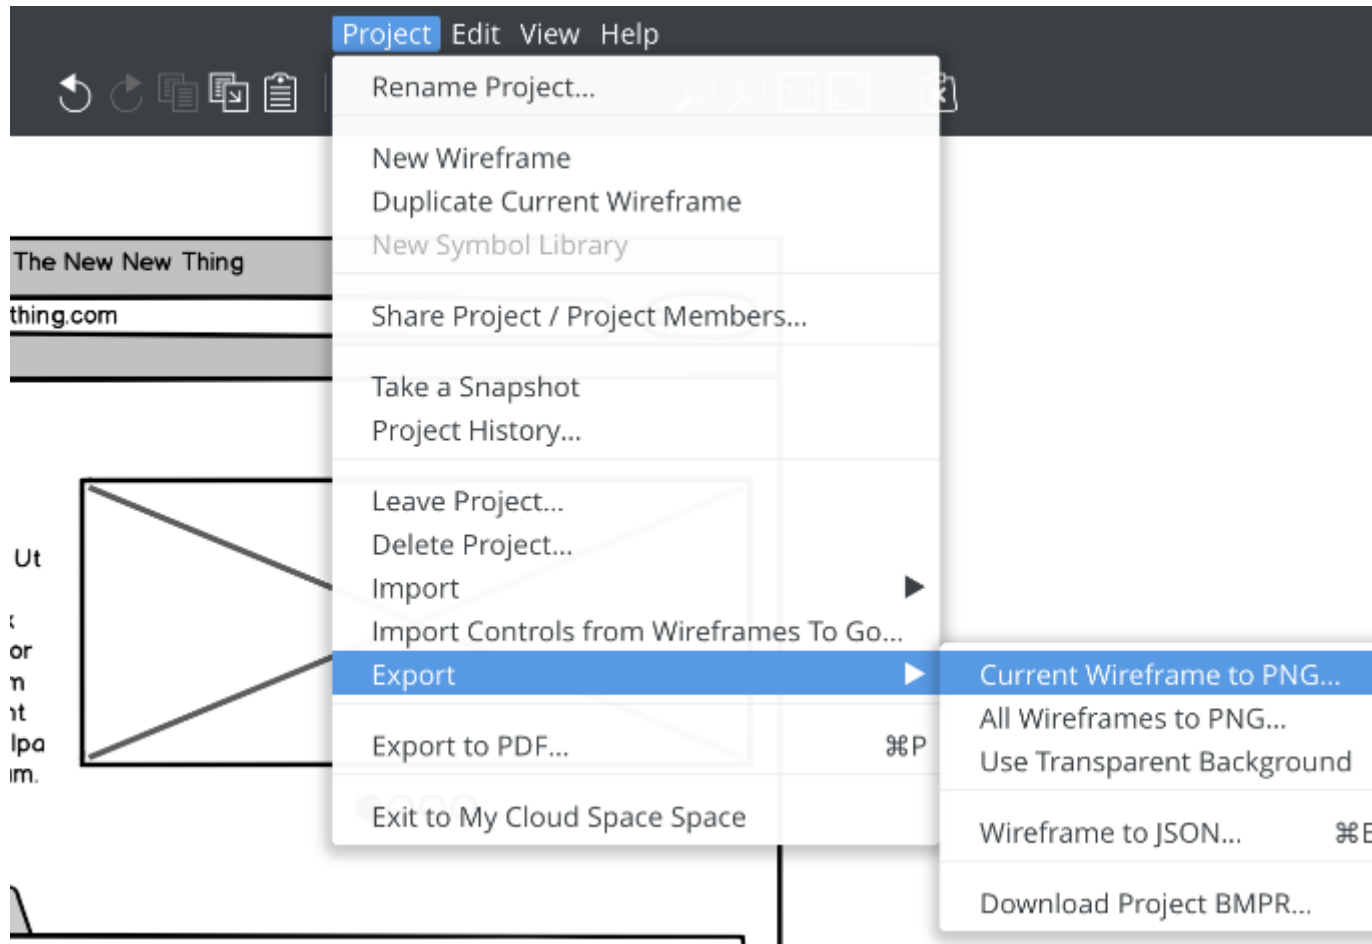 Project Edit View Help
Rename Project...
New Wireframe
Duplicate Current Wireframe
New Symbol Library
The New New Thing
thing.com
Share Project / Project Members...
Take a Snapshot
Project History...
Leave Project...
Delete Project...
Ut
Import
Import Controls from Wireframes To Go...
or
Export
Current Wireframe to PNG...
All Wireframes to PNG...
Export to PDF... ⌘P
lpa
Use Transparent Background
um.
Exit to My Cloud Space Space
Wireframe to JSON... ⌘E
Download Project BMPR...